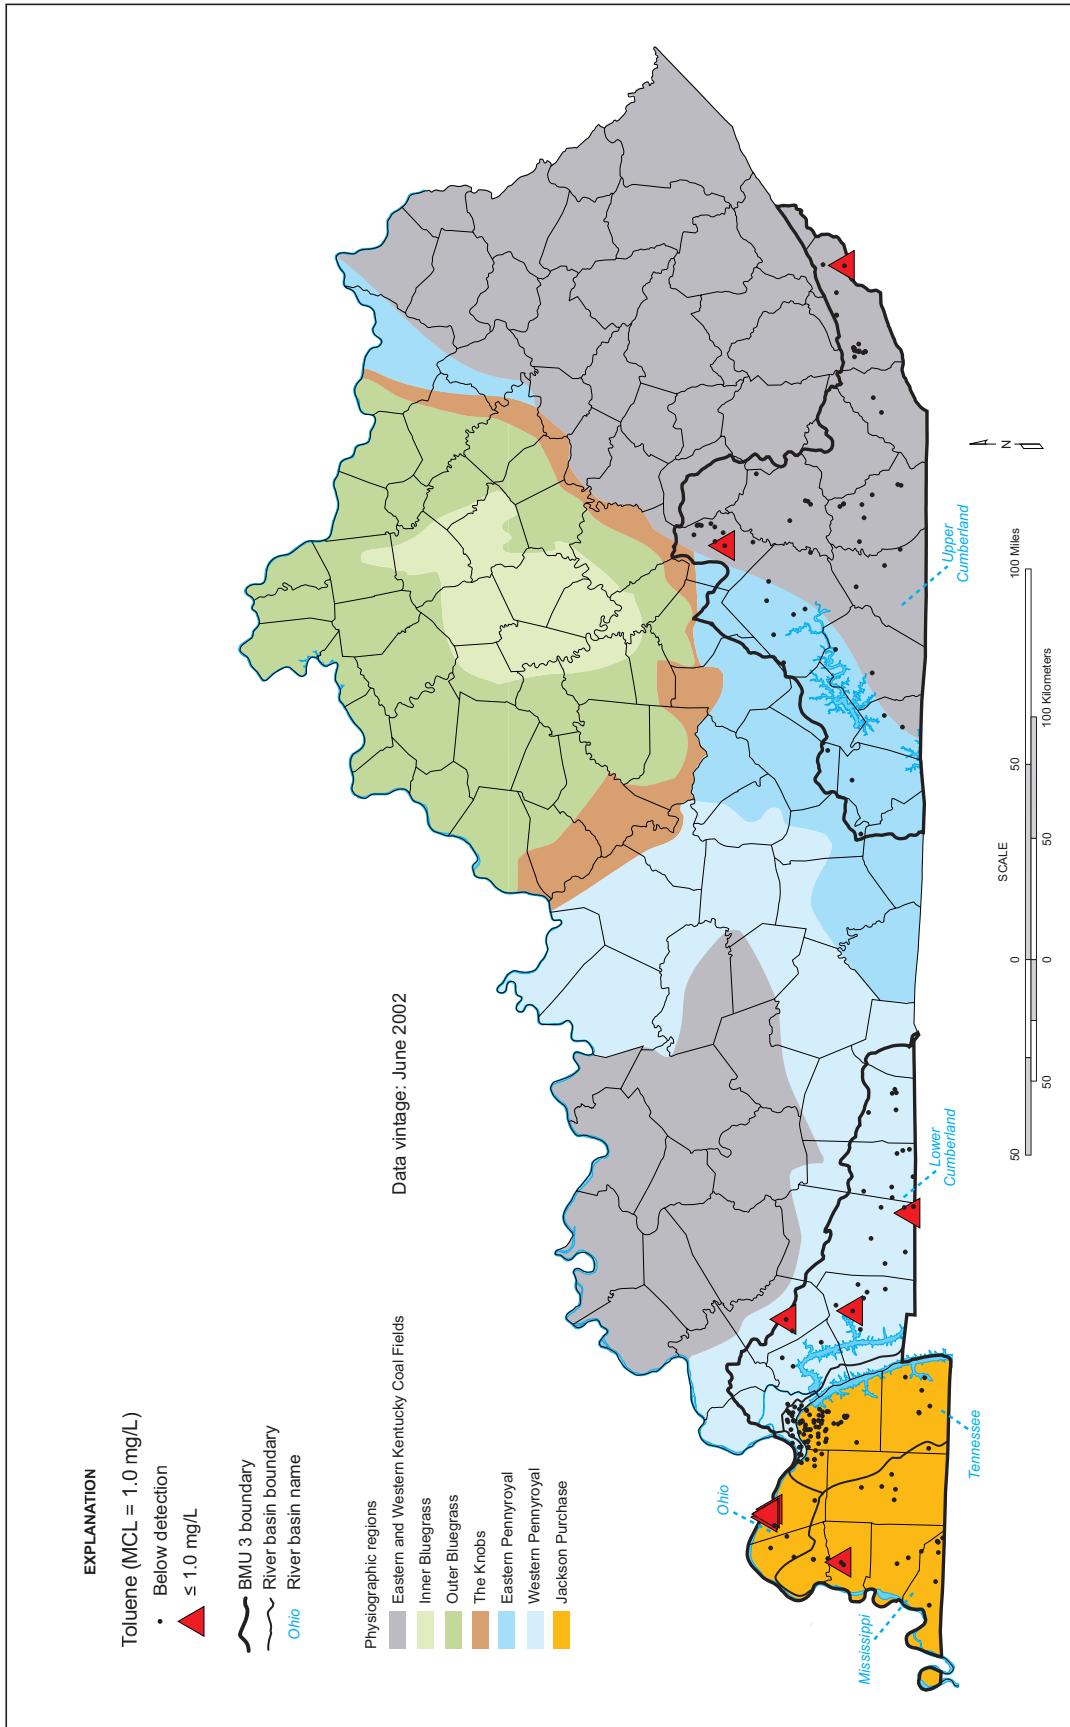 EXPLANATION
Toluene (MCL = 1.0 mg/L)
Below detection
≤ 1.0 mg/L
BMU 3 boundary
River basin boundary
Ohio River basin name
Physiographic regions
Eastern and Western Kentucky Coal Fields
Inner Bluegrass
Outer Bluegrass
The Knobs
Eastern Pennyroyal
Western Pennyroyal
Jackson Purchase
Data vintage: June 2002
Ohio
Mississippi
Tennessee
Lower
Cumberland
Upper
Cumberland
N
SCALE
50 0 50 100 Miles
50 0 50 100 Kilometers